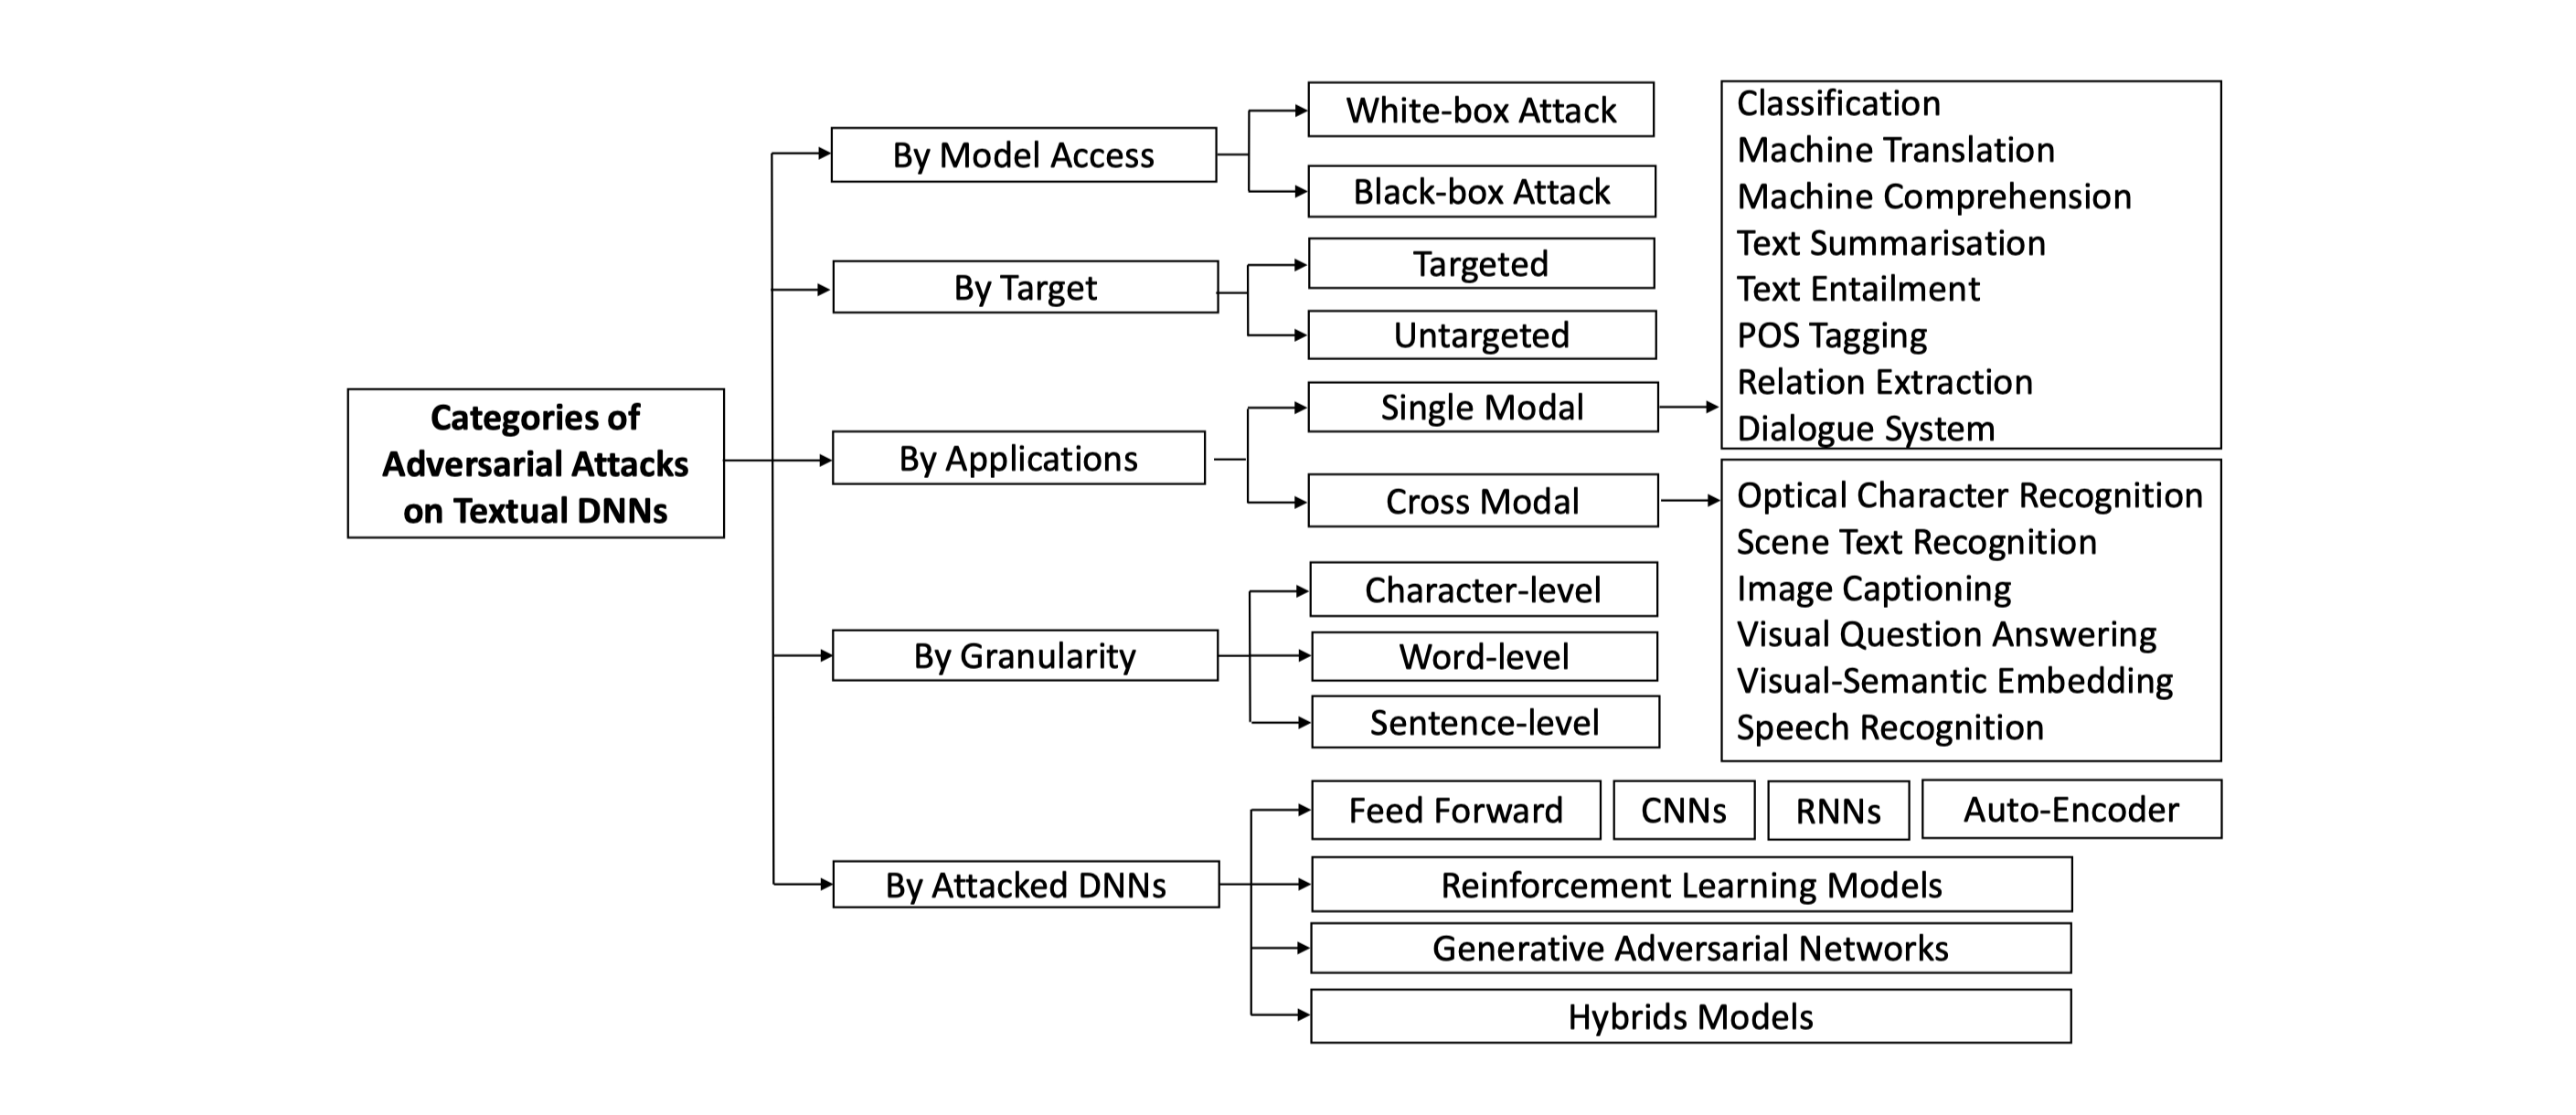 Categories of
Adversarial Attacks
on Textual DNNs
By Model Access
White-box Attack
Black-box Attack
By Target
Targeted
Untargeted
By Applications
Single Modal
Classification
Machine Translation
Machine Comprehension
Text Summarisation
Text Entailment
POS Tagging
Relation Extraction
Dialogue System
Cross Modal
Optical Character Recognition
Scene Text Recognition
Image Captioning
Visual Question Answering
Visual-Semantic Embedding
Speech Recognition
By Granularity
Character-level
Word-level
Sentence-level
By Attacked DNNs
Feed Forward
CNNs
RNNs
Auto-Encoder
Reinforcement Learning Models
Generative Adversarial Networks
Hybrids Models